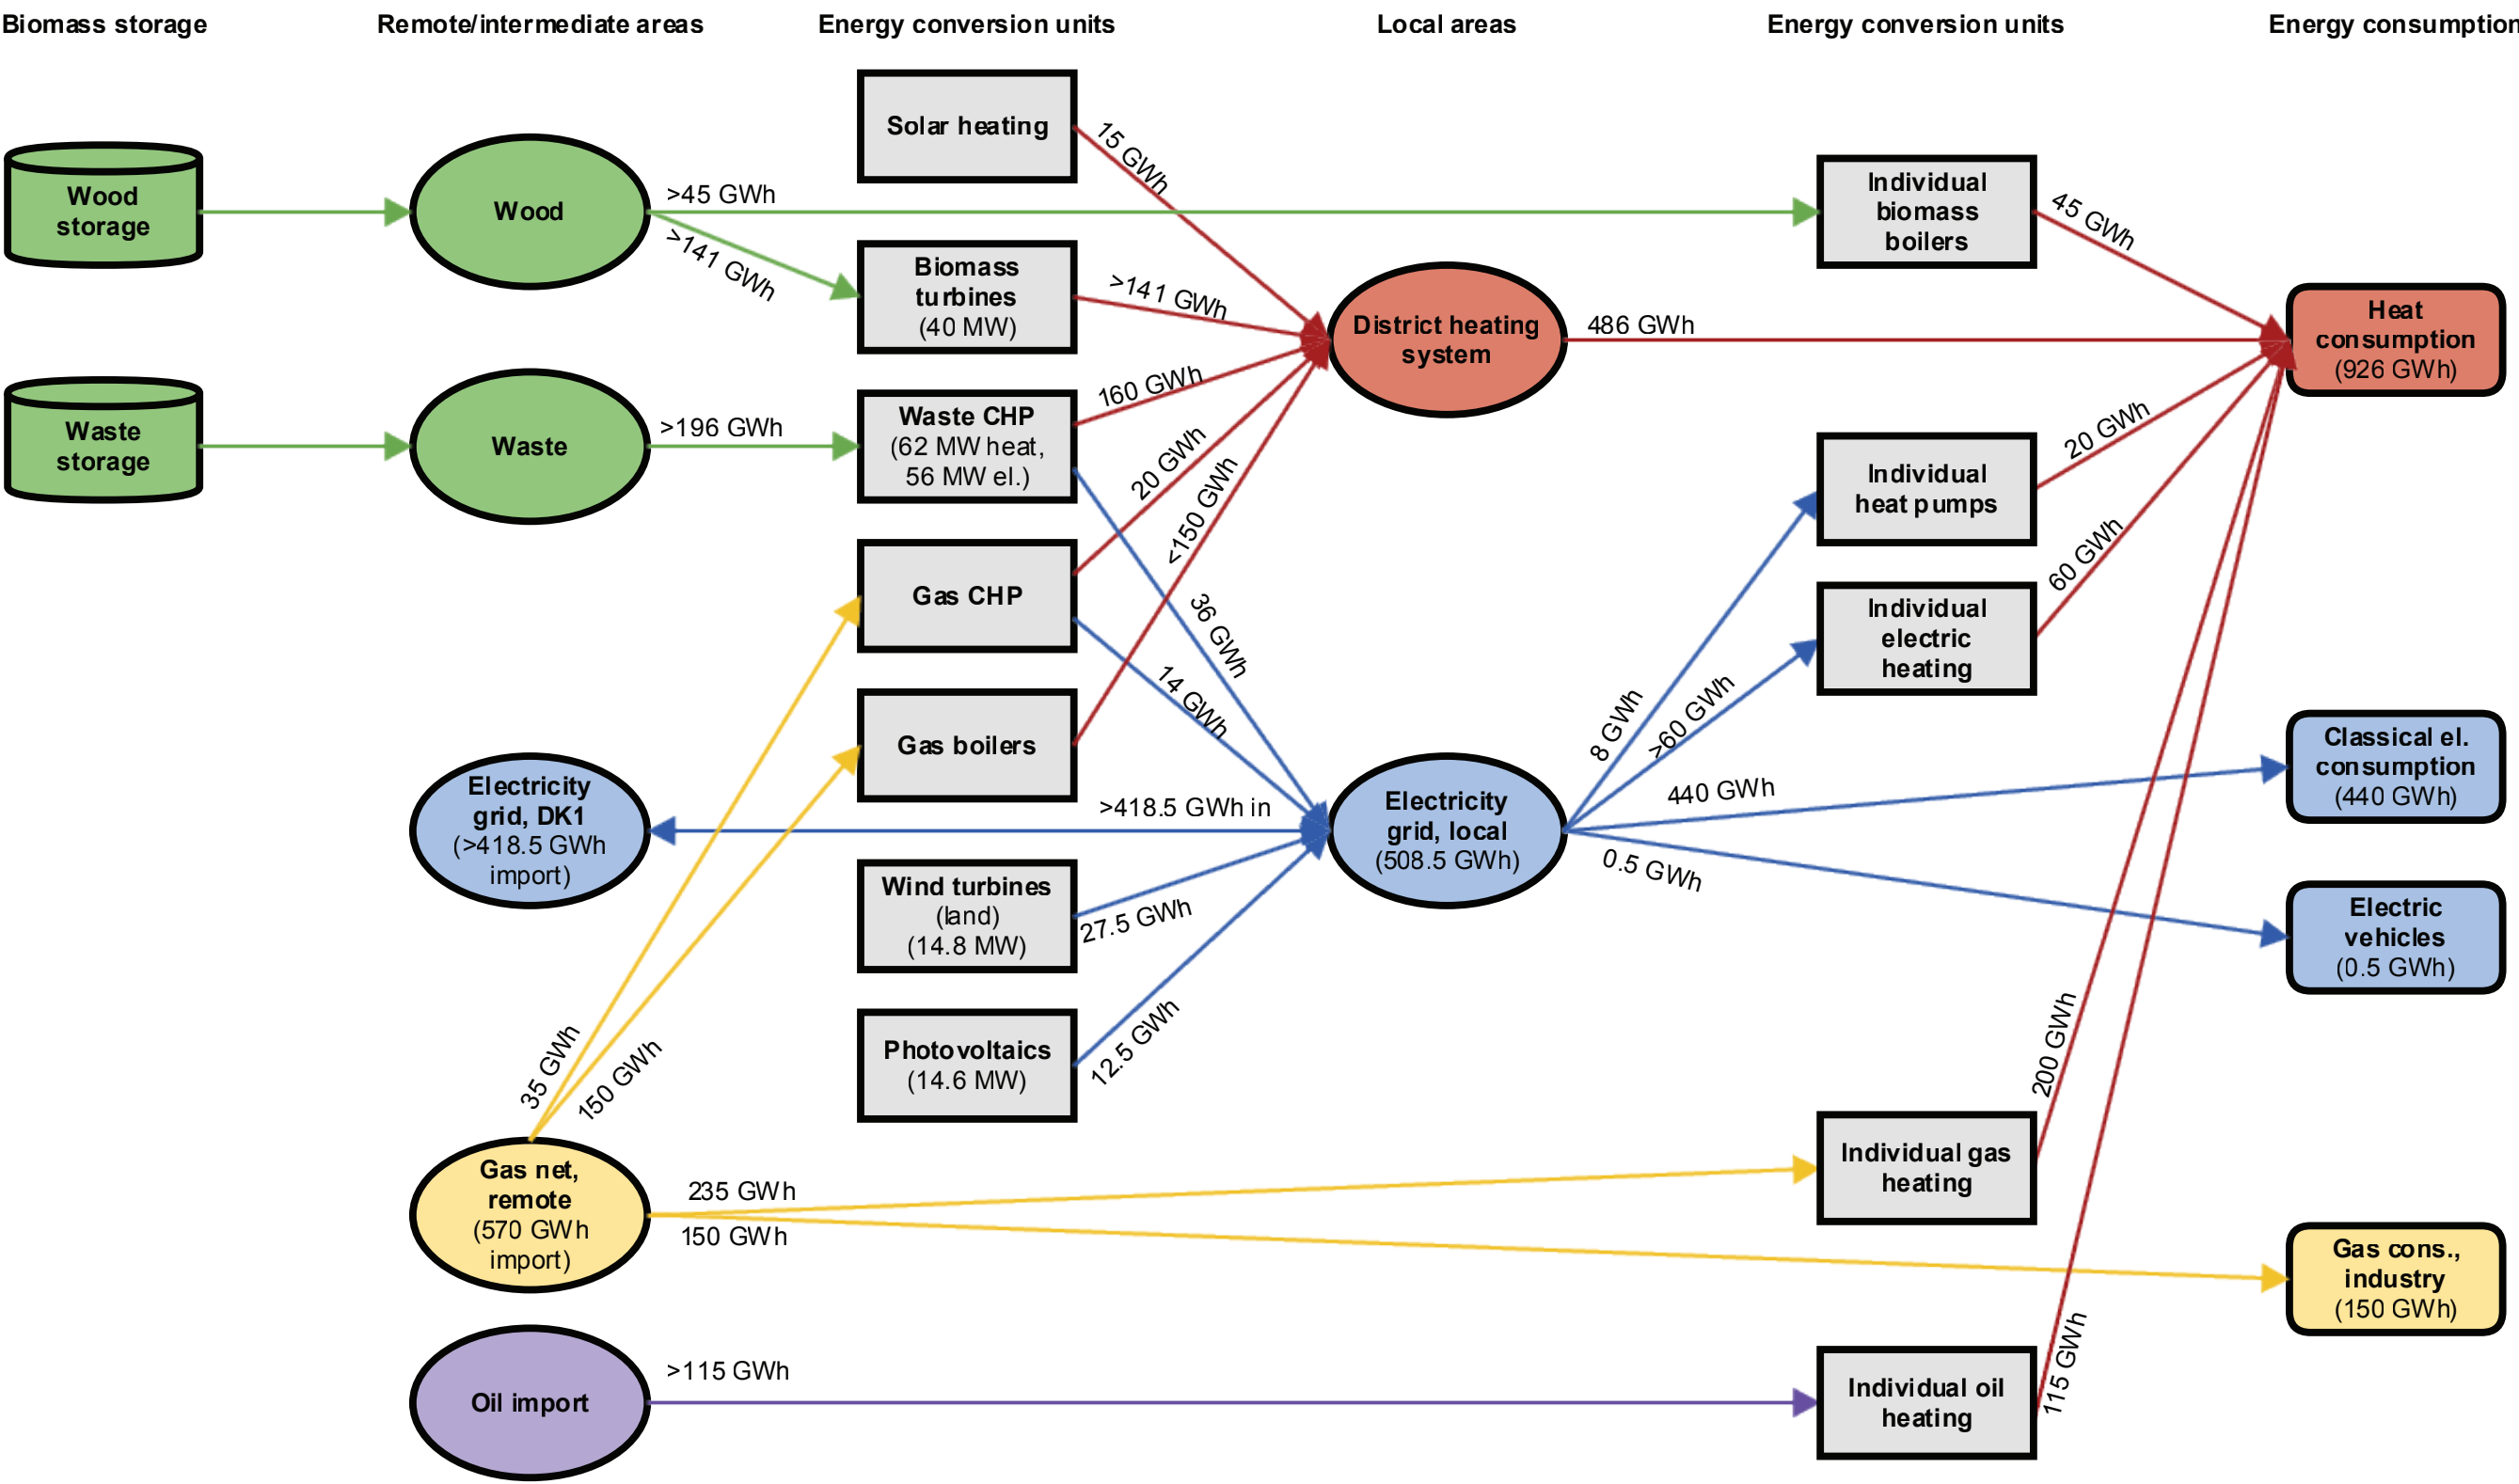 Biomass storage
Remote/intermediate areas
Energy conversion units
Local areas
Energy conversion units
Energy consumption
Solar heating
15 GWh
Wood
storage
Wood
>45 GWh
>141 GWh
Individual
biomass
boilers
45 GWh
Biomass
turbines
(40 MW)
>141 GWh
District heating
system
486 GWh
Heat
consumption
(926 GWh)
Waste
storage
Waste
>196 GWh
Waste CHP
(62 MW heat,
56 MW el.)
160 GWh
36 GWh
Individual
heat pumps
20 GWh
Gas CHP
20 GWh
14 GWh
Individual
electric
heating
60 GWh
Gas boilers
<150 GWh
Electricity
grid, DK1
(>418.5 GWh
import)
>418.5 GWh in
Electricity
grid, local
(508.5 GWh)
8 GWh
>60 GWh
440 GWh
0.5 GWh
Classical el.
consumption
(440 GWh)
Wind turbines
(land)
(14.8 MW)
27.5 GWh
Electric
vehicles
(0.5 GWh)
Photovoltaics
(14.6 MW)
12.5 GWh
35 GWh
150 GWh
Gas net,
remote
(570 GWh
import)
235 GWh
150 GWh
Individual gas
heating
200 GWh
Gas cons.,
industry
(150 GWh)
Oil import
>115 GWh
Individual oil
heating
115 GWh